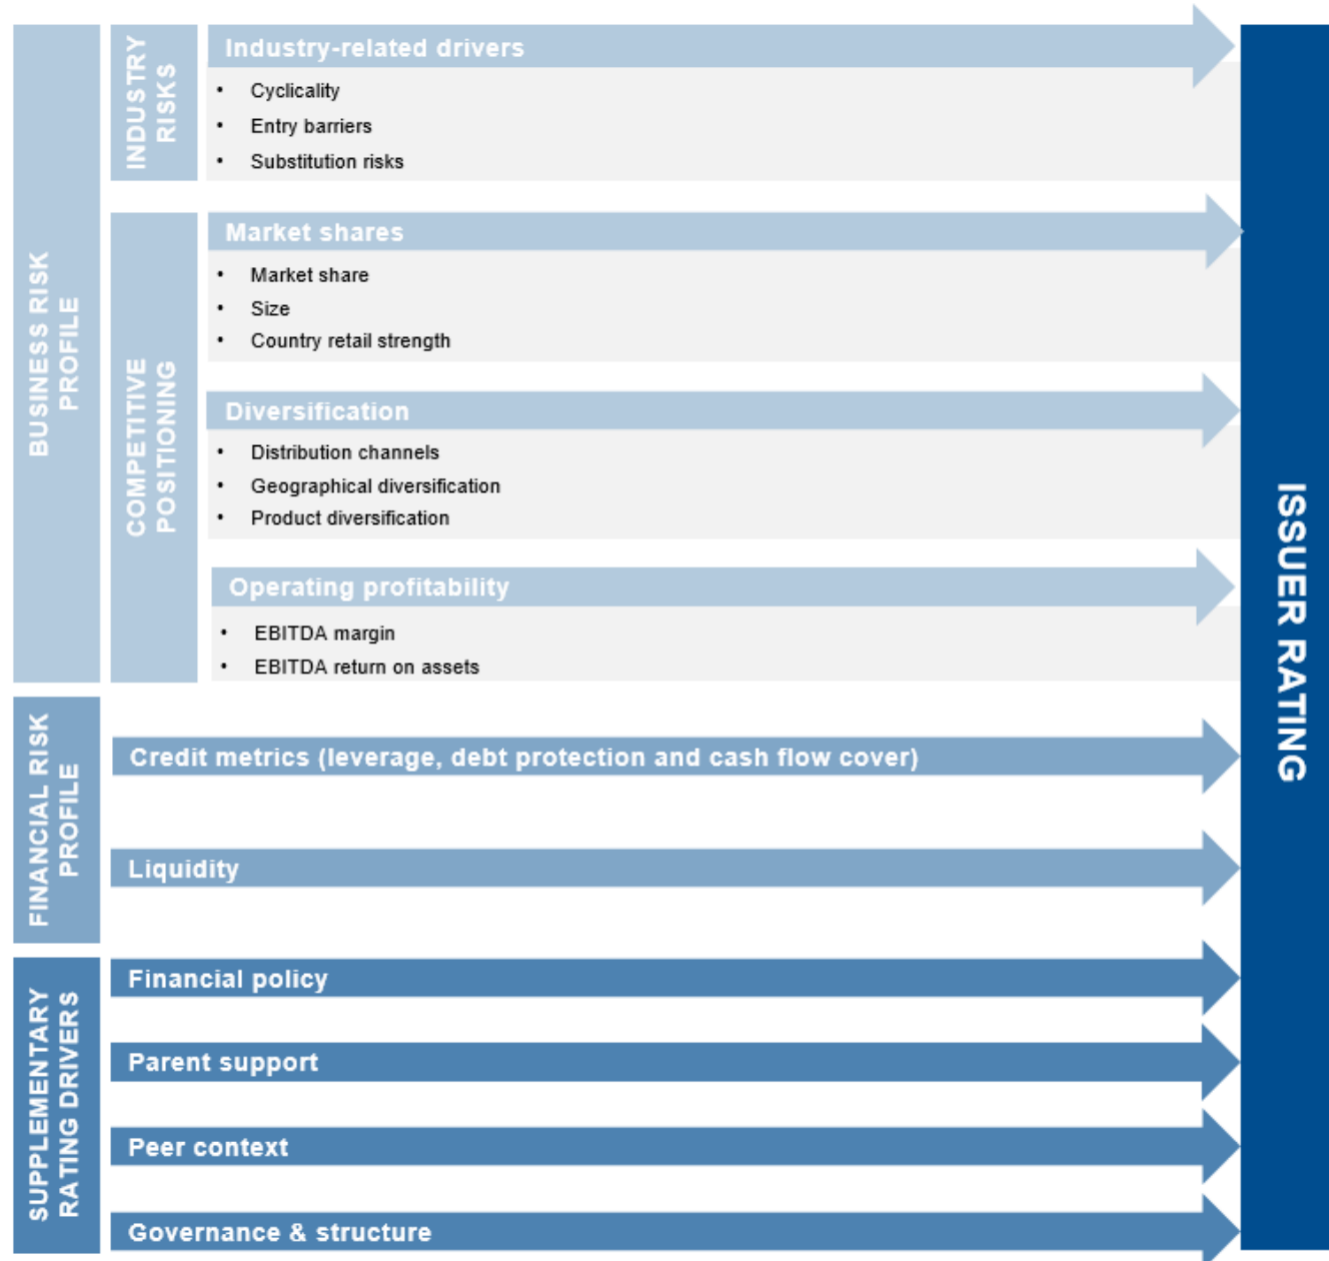 BUSINESS RISK
PROFILE
INDUSTRY
RISKS
Industry-related drivers
• Cyclicality
• Entry barriers
• Substitution risks
COMPETITIVE
POSITIONING
Market shares
• Market share
• Size
• Country retail strength
Diversification
• Distribution channels
• Geographical diversification
• Product diversification
Operating profitability
• EBITDA margin
• EBITDA return on assets
FINANCIAL RISK
PROFILE
Credit metrics (leverage, debt protection and cash flow cover)
Liquidity
SUPPLEMENTARY
RATING DRIVERS
Financial policy
Parent support
Peer context
Governance & structure
ISSUER RATING